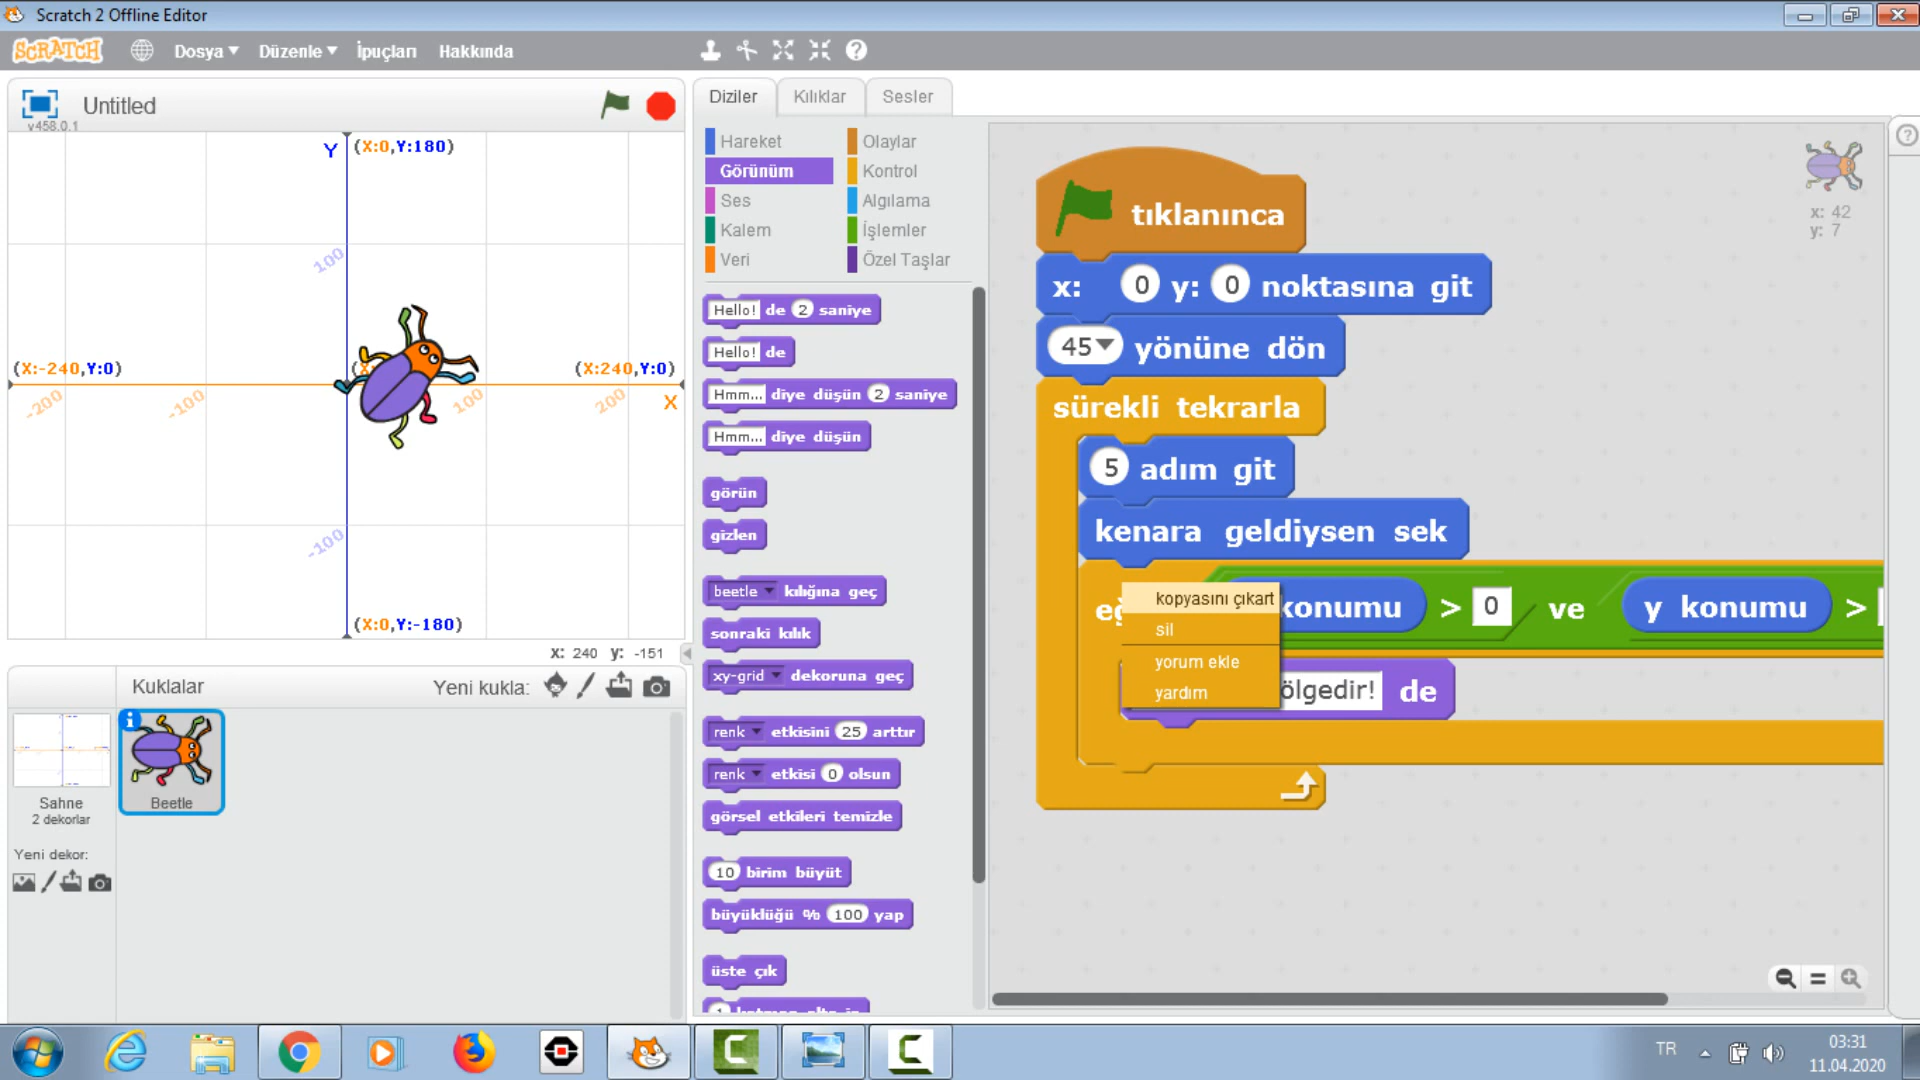 Scratch 2 Offline Editor
SCRATCH Dosya Düzenle İpuçları Hakkında
Untitled
v458.0.1
Y (X:0,Y:180)
100
(X:-240,Y:0) (X:240,Y:0)
-200 -100 100 200 X
-100
(X:0,Y:-180)
x: 240 y: -151
Kuklalar Yeni kukla:
Sahne
2 dekorlar
Beetle
Yeni dekor:
Diziler Kılıklar Sesler
Hareket Olaylar
Görünüm Kontrol
Ses Algılama
Kalem İşlemler
Veri Özel Taşlar
Hello! de 2 saniye
Hello! de
Hmm... diye düşün 2 saniye
Hmm... diye düşün
görün
gizlen
beetle kılığına geç
sonraki kılık
xy-grid dekoruna geç
renk etkisini 25 arttır
renk etkisi 0 olsun
görsel etkileri temizle
10 birim büyüt
büyüklüğü % 100 yap
üste çık
tıklanınca
x: 0 y: 0 noktasına git
45 yönüne dön
sürekli tekrarla
5 adım git
kenara geldiysen sek
konumu > 0 ve y konumu >
ölgedir! de
kopyasını çıkart
sil
yorum ekle
yardım
x: 42
y: 7
TR
03:31
11.04.2020